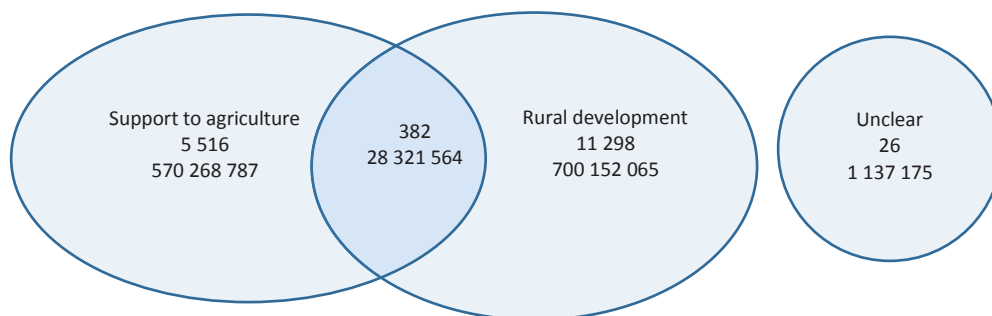 Support to agriculture
5 516
570 268 787
382
28 321 564
Rural development
11 298
700 152 065
Unclear
26
1 137 175